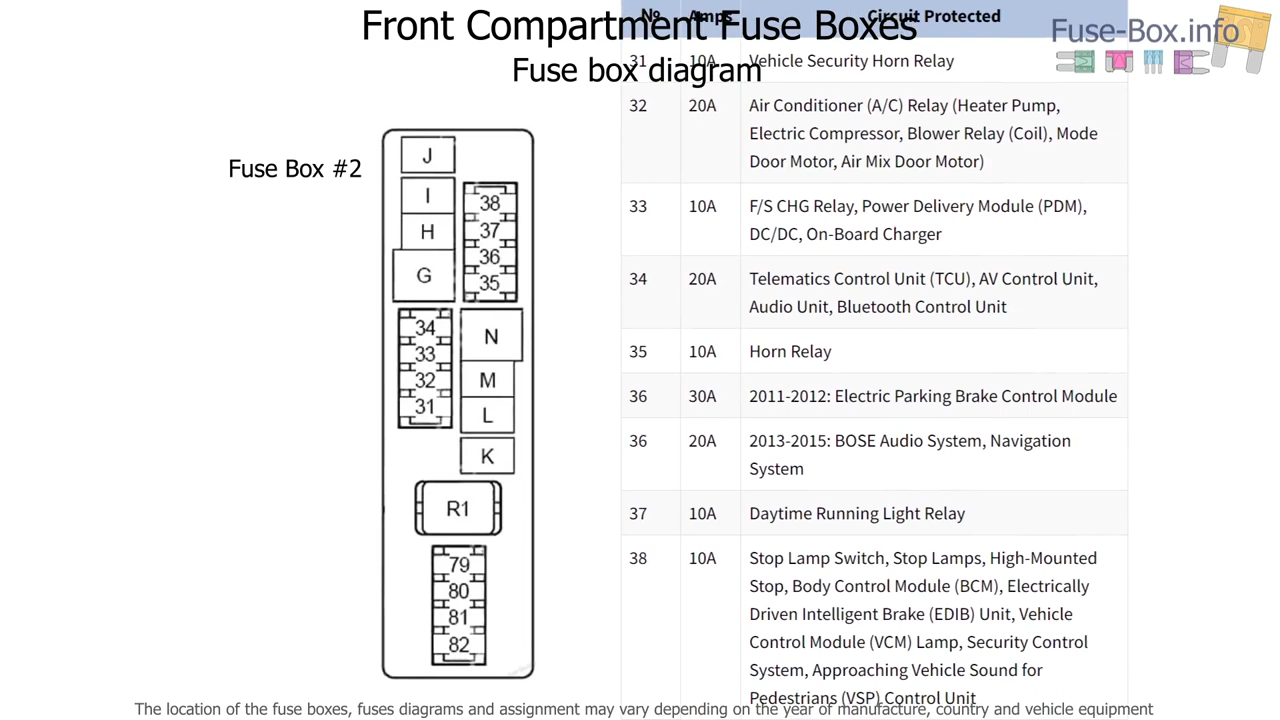 Front Compartment Fuse Boxes
Fuse box diagram
Fuse-Box.info
Fuse Box #2
J
I
H
G
38
37
36
35
34
33
32
31
N
M
L
K
R1
79
80
81
82
№ Amps Circuit Protected
31 10A Vehicle Security Horn Relay
32 20A Air Conditioner (A/C) Relay (Heater Pump,
Electric Compressor, Blower Relay (Coil), Mode
Door Motor, Air Mix Door Motor)
33 10A F/S CHG Relay, Power Delivery Module (PDM),
DC/DC, On-Board Charger
34 20A Telematics Control Unit (TCU), AV Control Unit,
Audio Unit, Bluetooth Control Unit
35 10A Horn Relay
36 30A 2011-2012: Electric Parking Brake Control Module
36 20A 2013-2015: BOSE Audio System, Navigation
System
37 10A Daytime Running Light Relay
38 10A Stop Lamp Switch, Stop Lamps, High-Mounted
Stop, Body Control Module (BCM), Electrically
Driven Intelligent Brake (EDIB) Unit, Vehicle
Control Module (VCM) Lamp, Security Control
System, Approaching Vehicle Sound for
Pedestrians (VSP) Control Unit
The location of the fuse boxes, fuses diagrams and assignment may vary depending on the year of manufacture, country and vehicle equipment